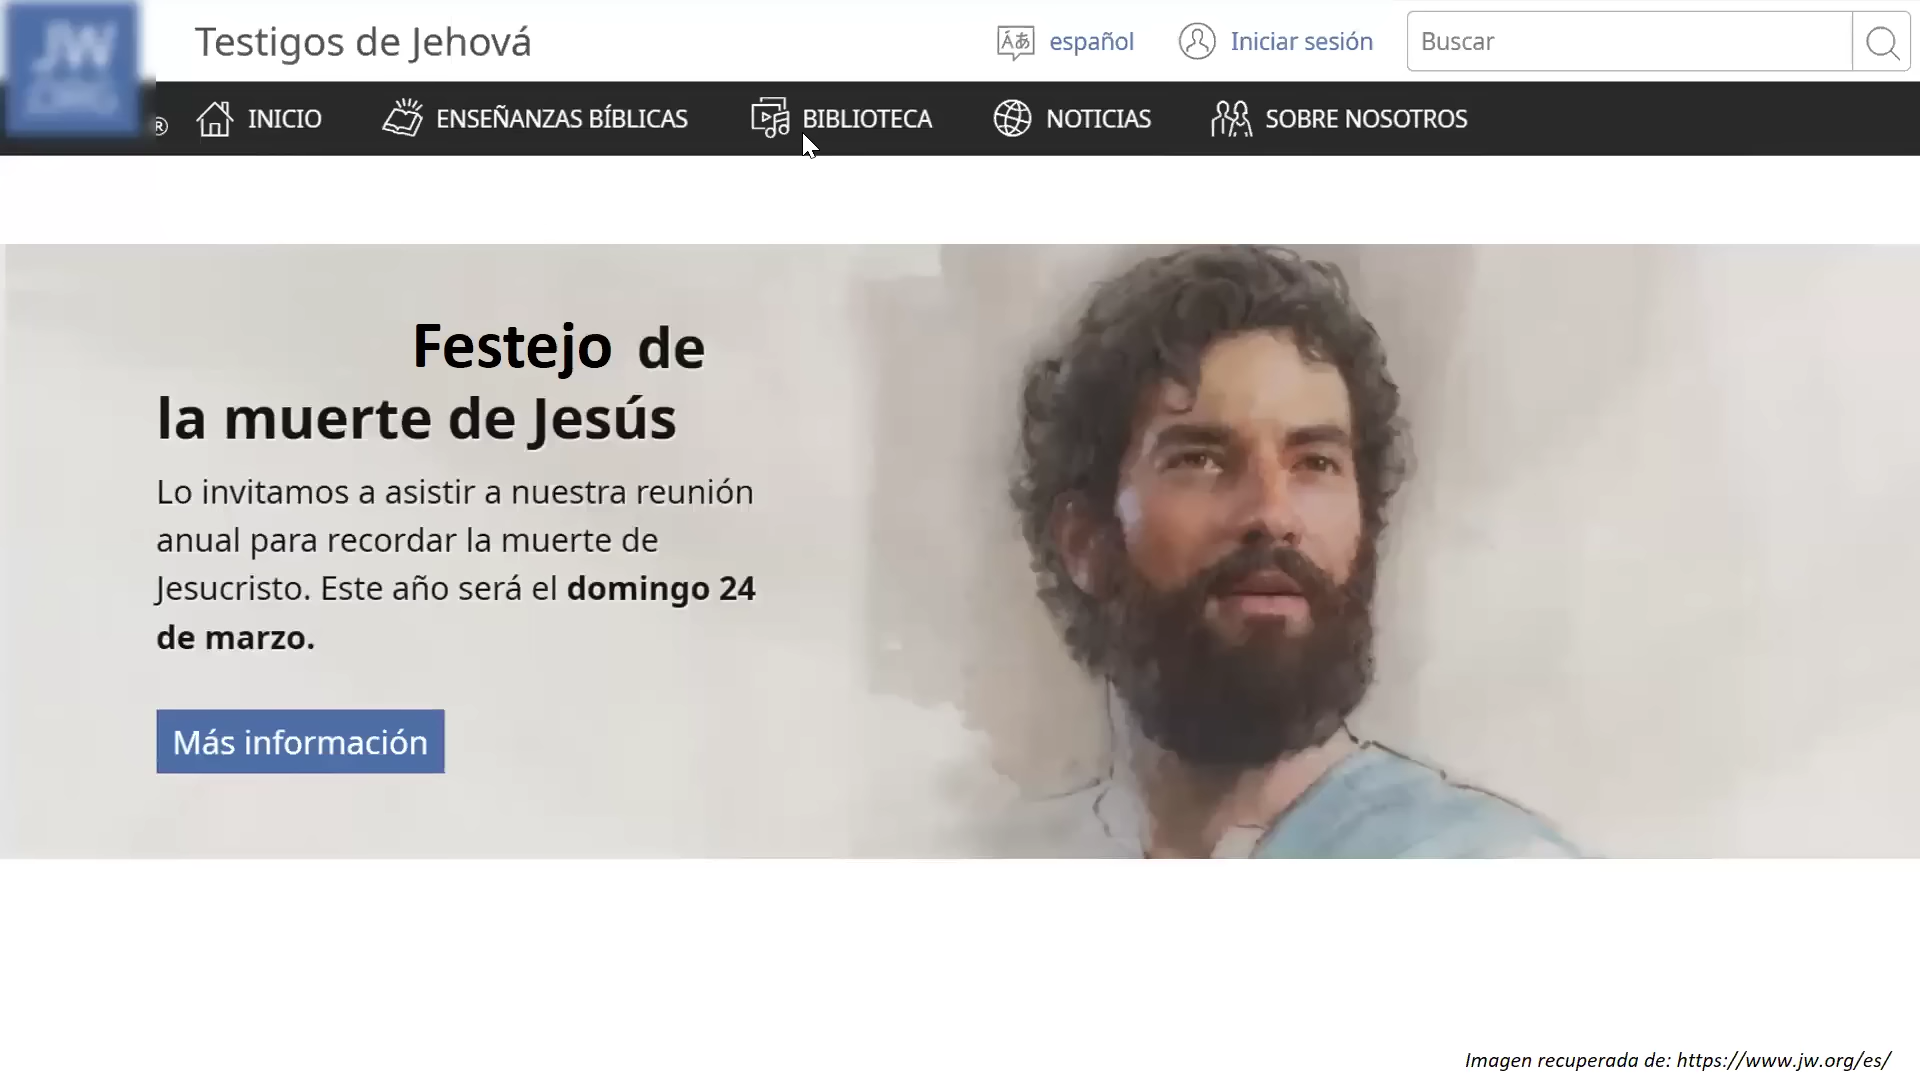 JW
.ORG
®
Testigos de Jehová
español
Iniciar sesión
Buscar
INICIO
ENSEÑANZAS BÍBLICAS
BIBLIOTECA
NOTICIAS
SOBRE NOSOTROS
Festejo de
la muerte de Jesús
Lo invitamos a asistir a nuestra reunión
anual para recordar la muerte de
Jesucristo. Este año será el domingo 24
de marzo.
Más información
Imagen recuperada de: https://www.jw.org/es/